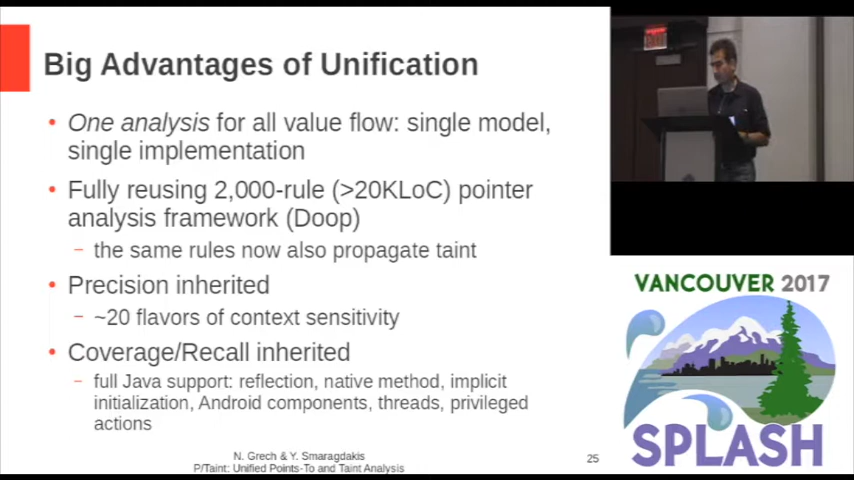 Big Advantages of Unification
• One analysis for all value flow: single model,
single implementation
• Fully reusing 2,000-rule (>20KLoC) pointer
analysis framework (Doop)
– the same rules now also propagate taint
• Precision inherited
– ~20 flavors of context sensitivity
• Coverage/Recall inherited
– full Java support: reflection, native method, implicit
initialization, Android components, threads, privileged
actions
N. Grech & Y. Smaragdakis
P/Taint: Unified Points-To and Taint Analysis
25
EXIT
VANCOUVER 2017
SPLASH